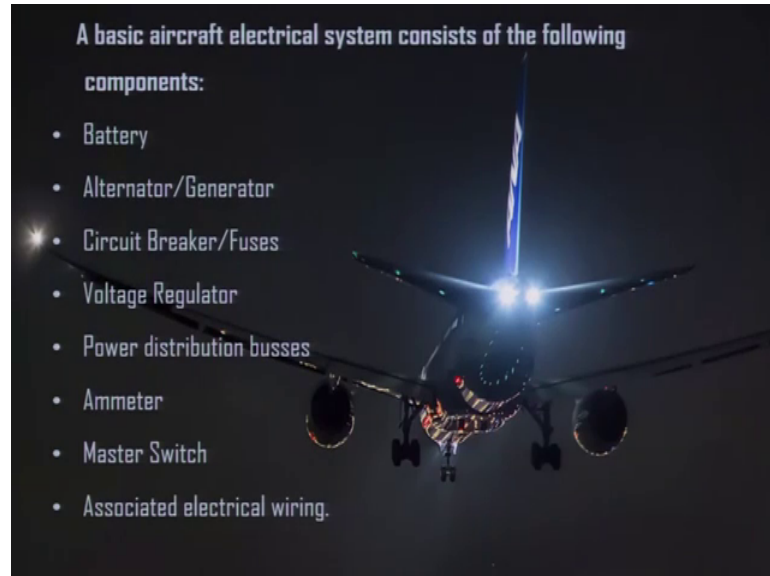 A basic aircraft electrical system consists of the following
components:
• Battery
• Alternator/Generator
• Circuit Breaker/Fuses
• Voltage Regulator
• Power distribution busses
• Ammeter
• Master Switch
• Associated electrical wiring.